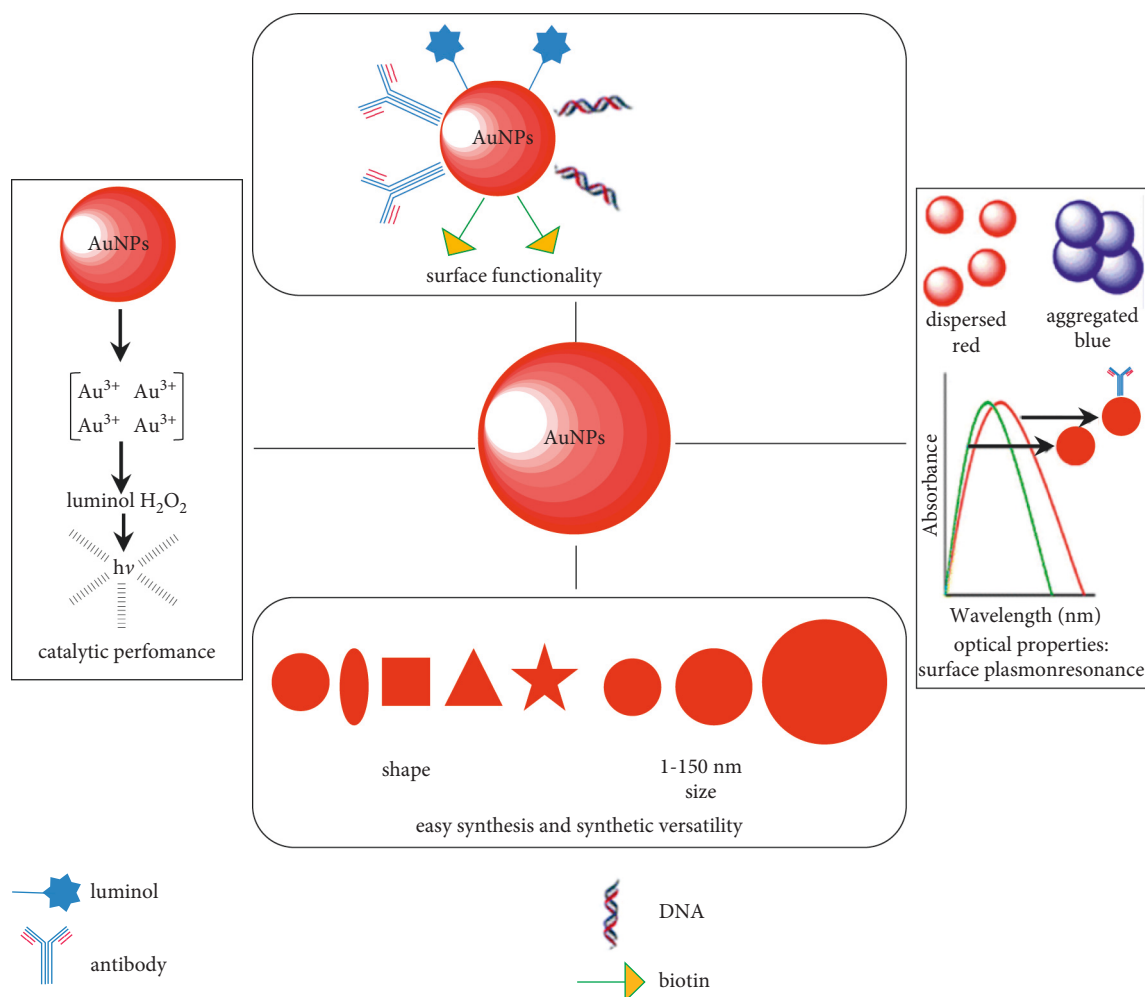 AuNPs
surface functionality
AuNPs
Au³⁺ Au³⁺
Au³⁺ Au³⁺
luminol H₂O₂
hν
catalytic perfomance
AuNPs
dispersed
red
aggregated
blue
Absorbance
Wavelength (nm)
optical properties:
surface plasmonresonance
shape
1-150 nm
size
easy synthesis and synthetic versatility
luminol
antibody
DNA
biotin